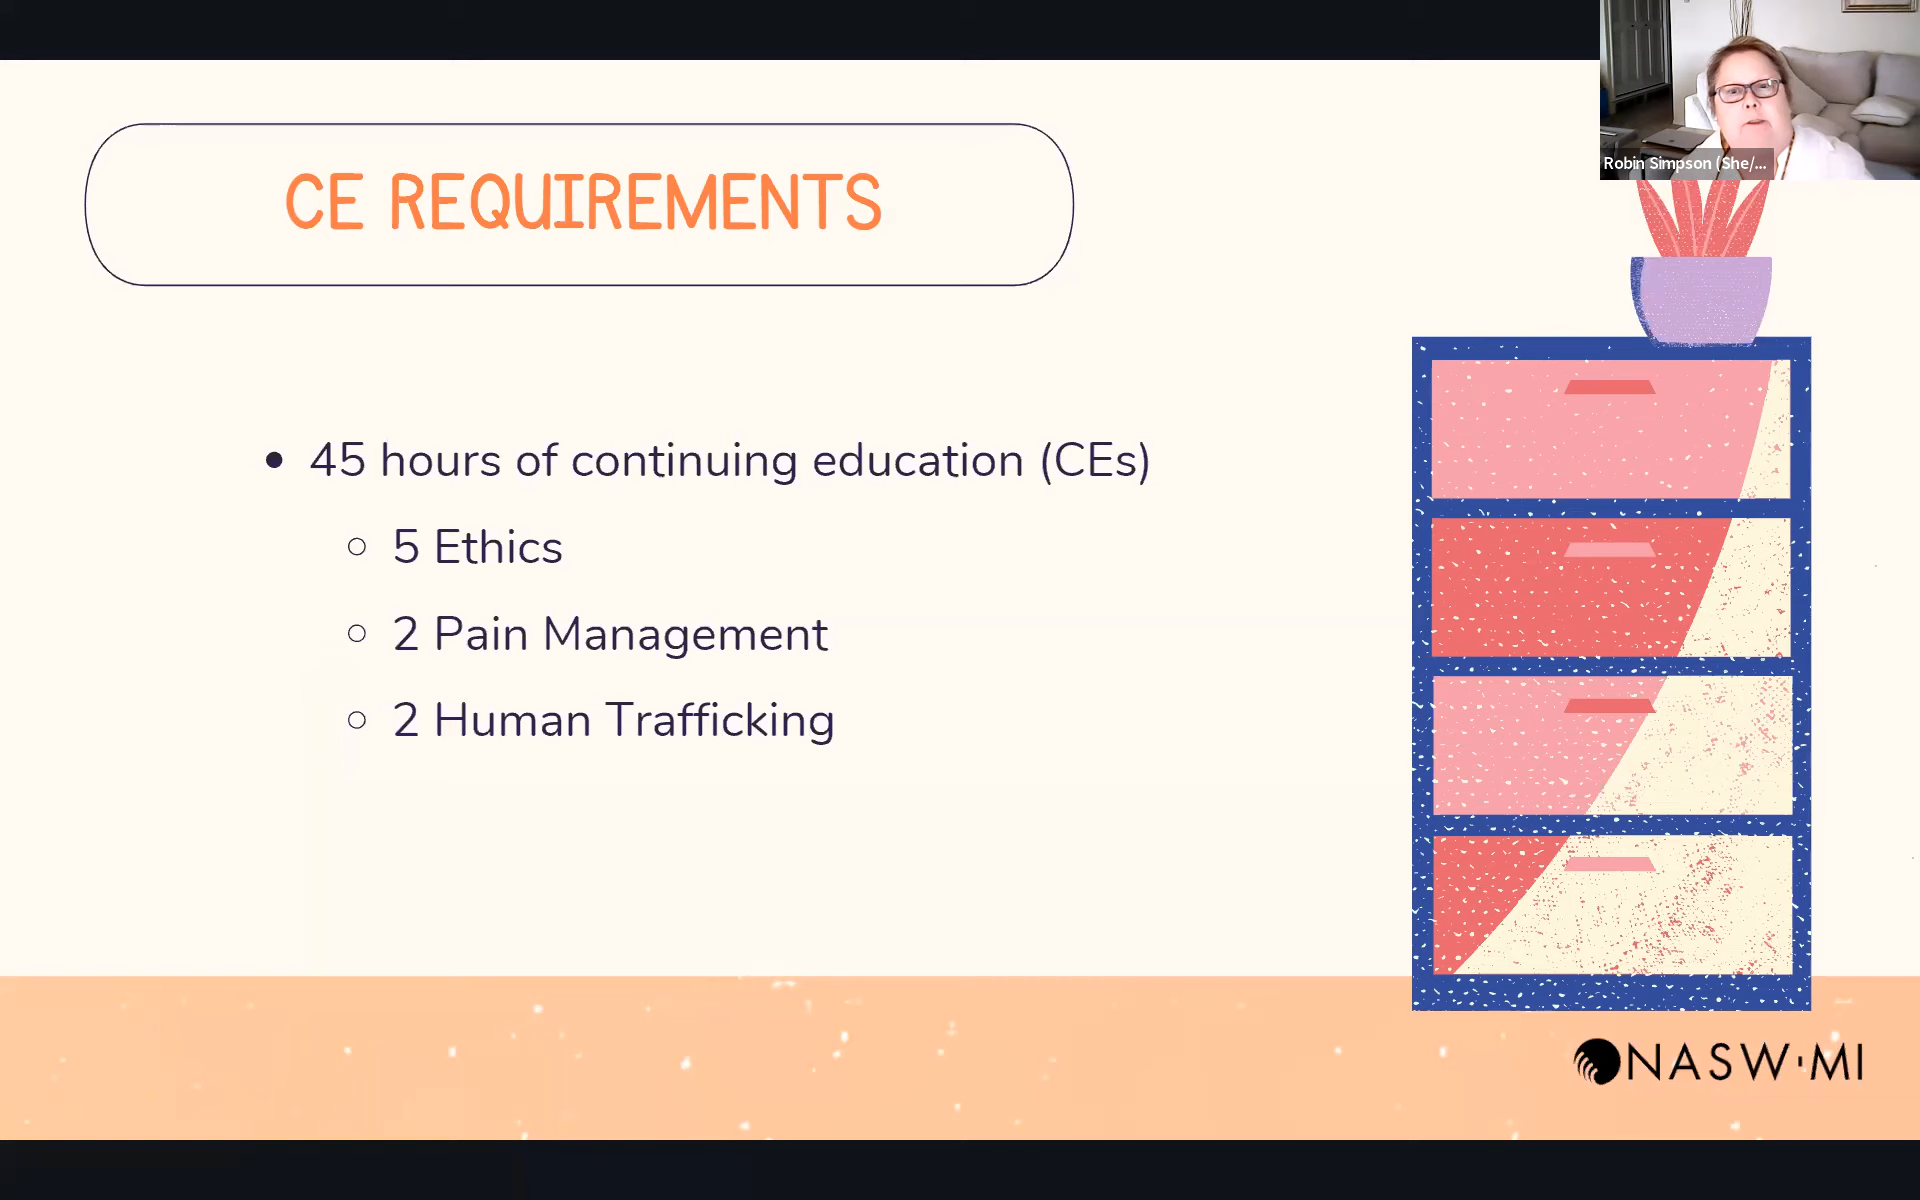 Robin Simpson (She/...
CE REQUIREMENTS
• 45 hours of continuing education (CEs)
○ 5 Ethics
○ 2 Pain Management
○ 2 Human Trafficking
NASW·MI